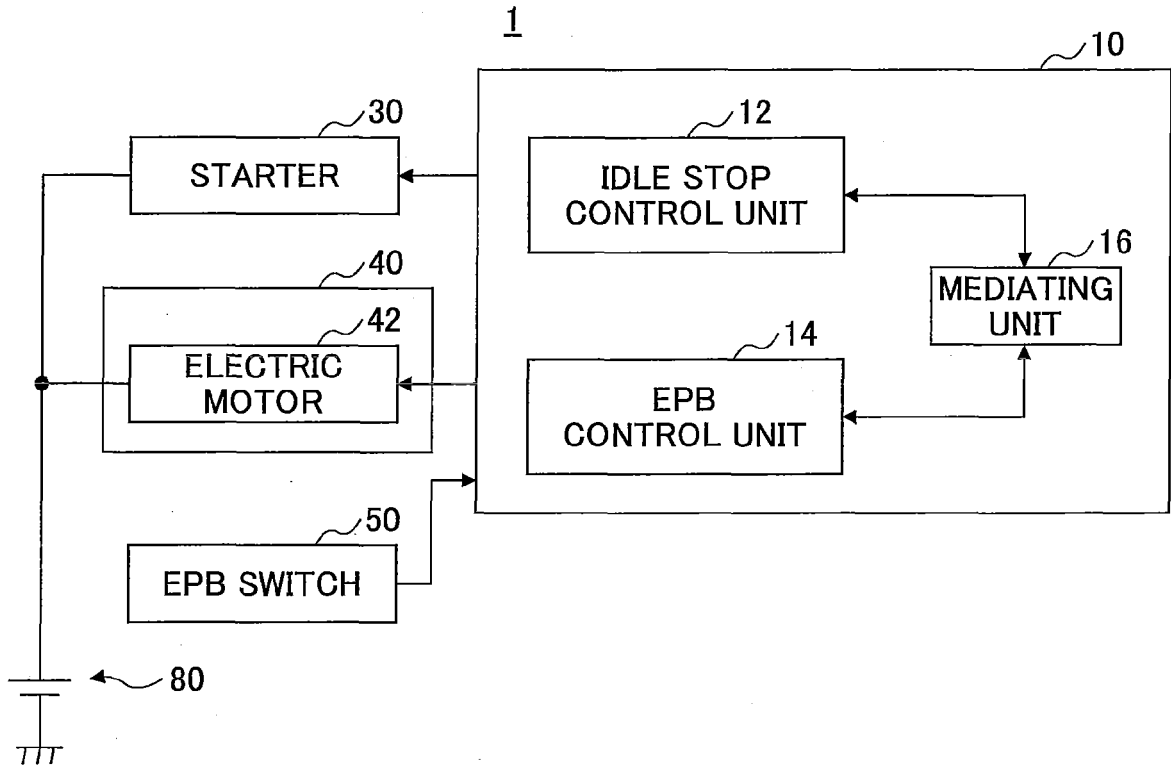 1
10
30
STARTER
12
IDLE STOP
CONTROL UNIT
16
MEDIATING
UNIT
40
42
ELECTRIC
MOTOR
14
EPB
CONTROL UNIT
50
EPB SWITCH
80